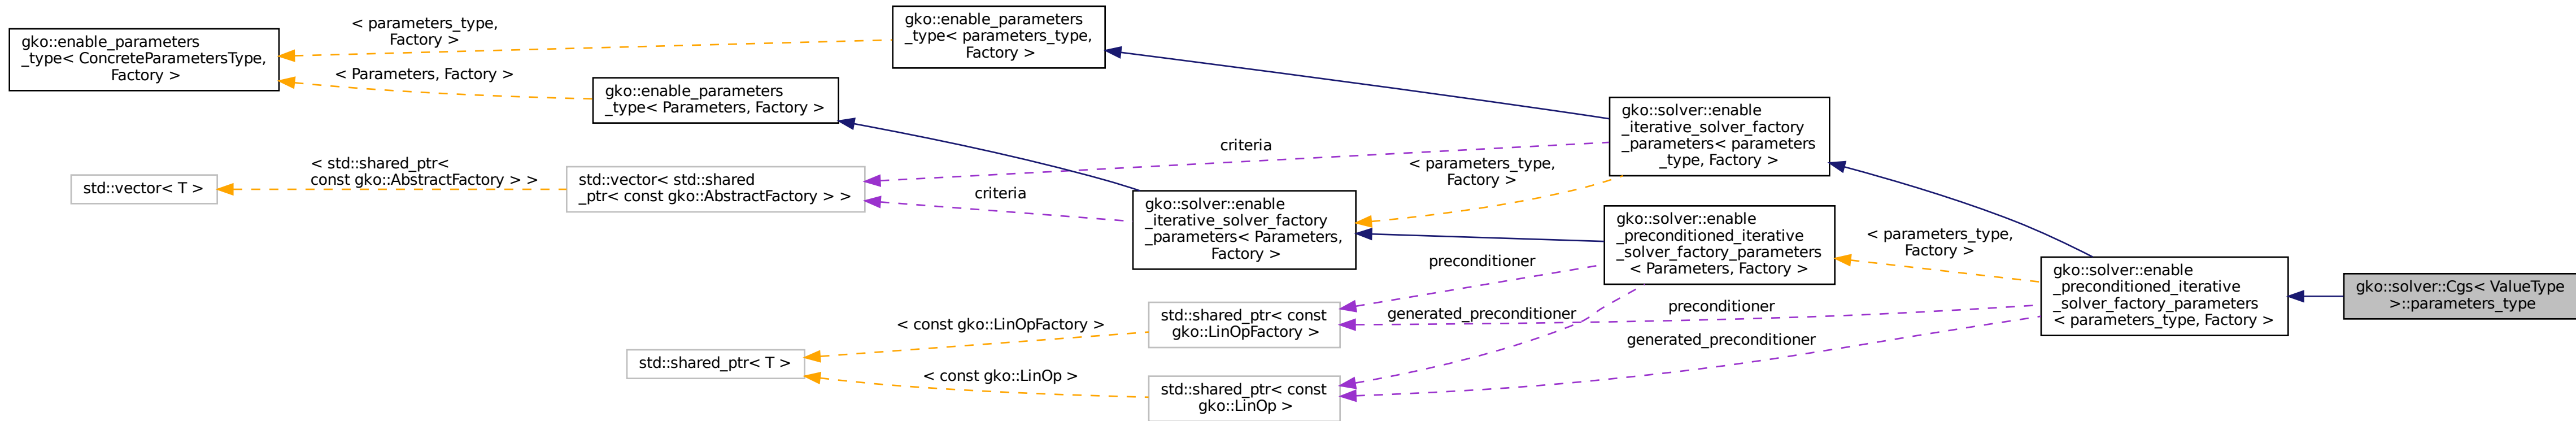 gko::enable_parameters
_type< ConcreteParametersType,
Factory >
< parameters_type,
Factory >
< Parameters, Factory >
gko::enable_parameters
_type< parameters_type,
Factory >
gko::enable_parameters
_type< Parameters, Factory >
std::vector< T >
< std::shared_ptr<
const gko::AbstractFactory > >
std::vector< std::shared
_ptr< const gko::AbstractFactory > >
criteria
criteria
< parameters_type,
Factory >
gko::solver::enable
_iterative_solver_factory
_parameters< parameters
_type, Factory >
gko::solver::enable
_iterative_solver_factory
_parameters< Parameters,
Factory >
gko::solver::enable
_preconditioned_iterative
_solver_factory_parameters
< Parameters, Factory >
< parameters_type,
Factory >
preconditioner
generated_preconditioner
preconditioner
generated_preconditioner
gko::solver::enable
_preconditioned_iterative
_solver_factory_parameters
< parameters_type, Factory >
gko::solver::Cgs< ValueType
>::parameters_type
std::shared_ptr< T >
< const gko::LinOpFactory >
< const gko::LinOp >
std::shared_ptr< const
gko::LinOpFactory >
std::shared_ptr< const
gko::LinOp >